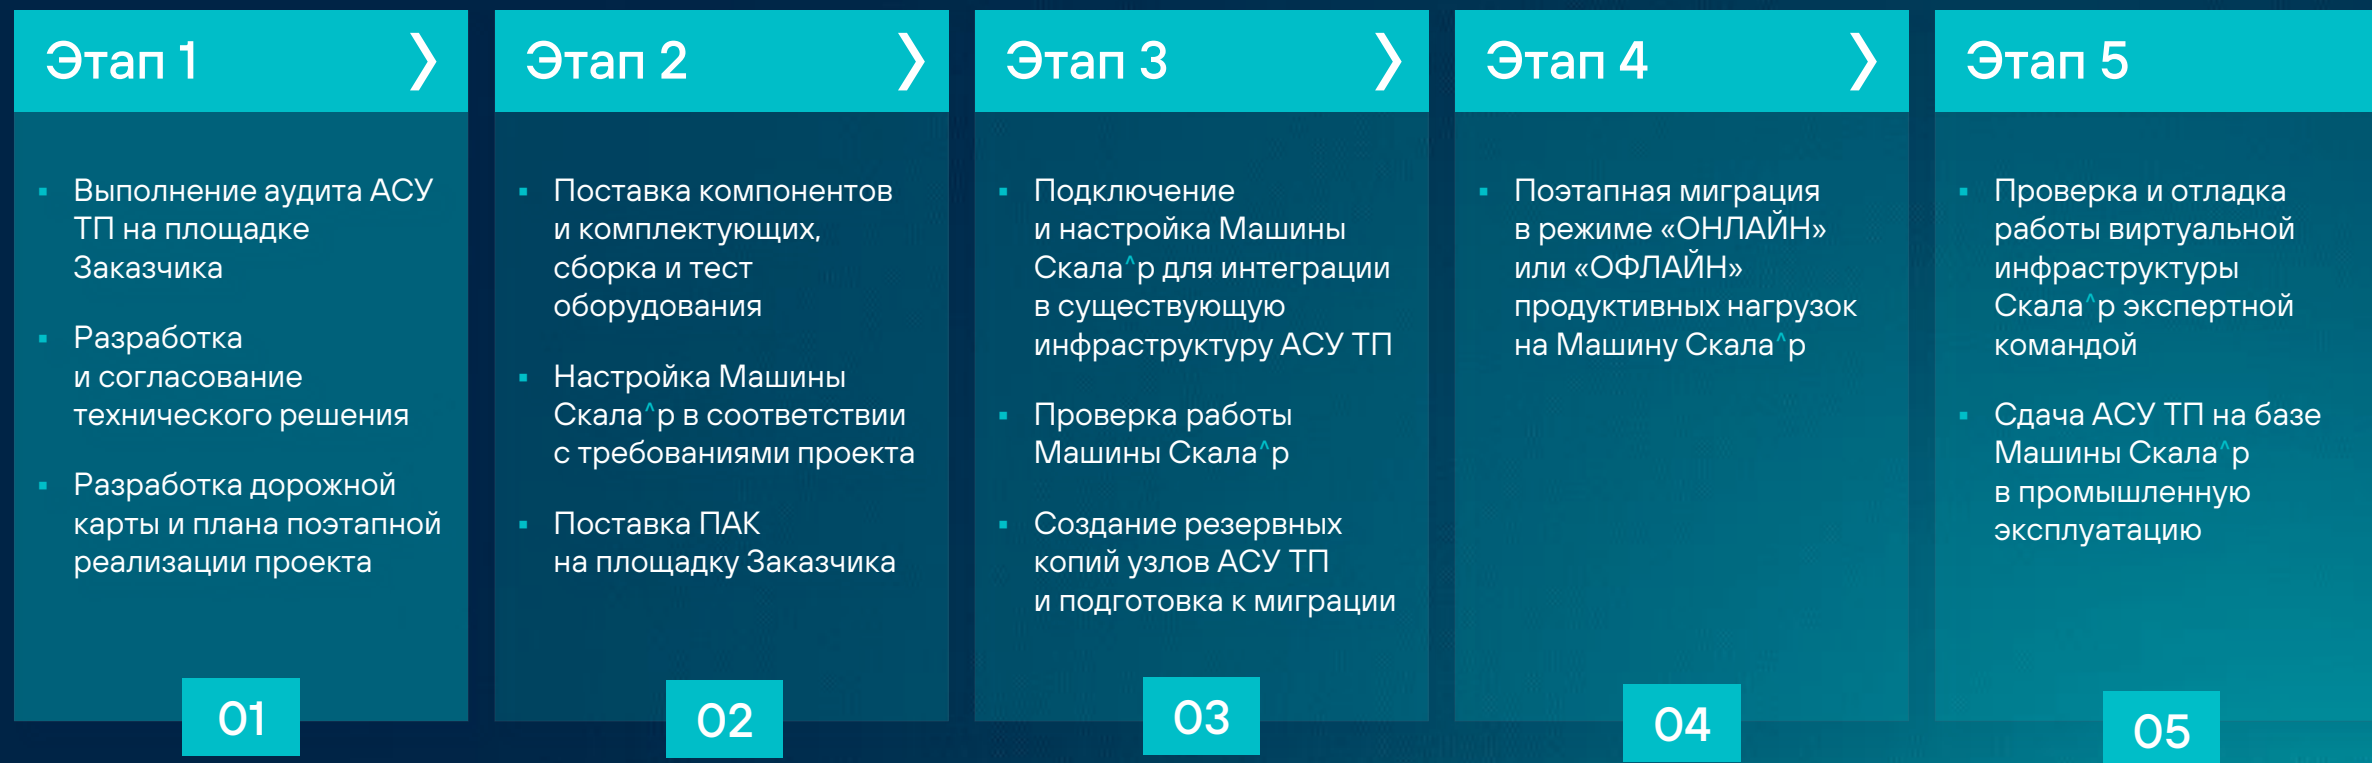 Этап 1
Выполнение аудита АСУ
ТП на площадке
Заказчика
Разработка
и согласование
технического решения
Разработка дорожной
карты и плана поэтапной
реализации проекта
01
Этап 2
Поставка компонентов
и комплектующих,
сборка и тест
оборудования
Настройка Машины
Скала^р в соответствии
с требованиями проекта
Поставка ПАК
на площадку Заказчика
02
Этап 3
Подключение
и настройка Машины
Скала^р для интеграции
в существующую
инфраструктуру АСУ ТП
Проверка работы
Машины Скала^р
Создание резервных
копий узлов АСУ ТП
и подготовка к миграции
03
Этап 4
Поэтапная миграция
в режиме «ОНЛАЙН»
или «ОФЛАЙН»
продуктивных нагрузок
на Машину Скала^р
04
Этап 5
Проверка и отладка
работы виртуальной
инфраструктуры
Скала^р экспертной
командой
Сдача АСУ ТП на базе
Машины Скала^р
в промышленную
эксплуатацию
05